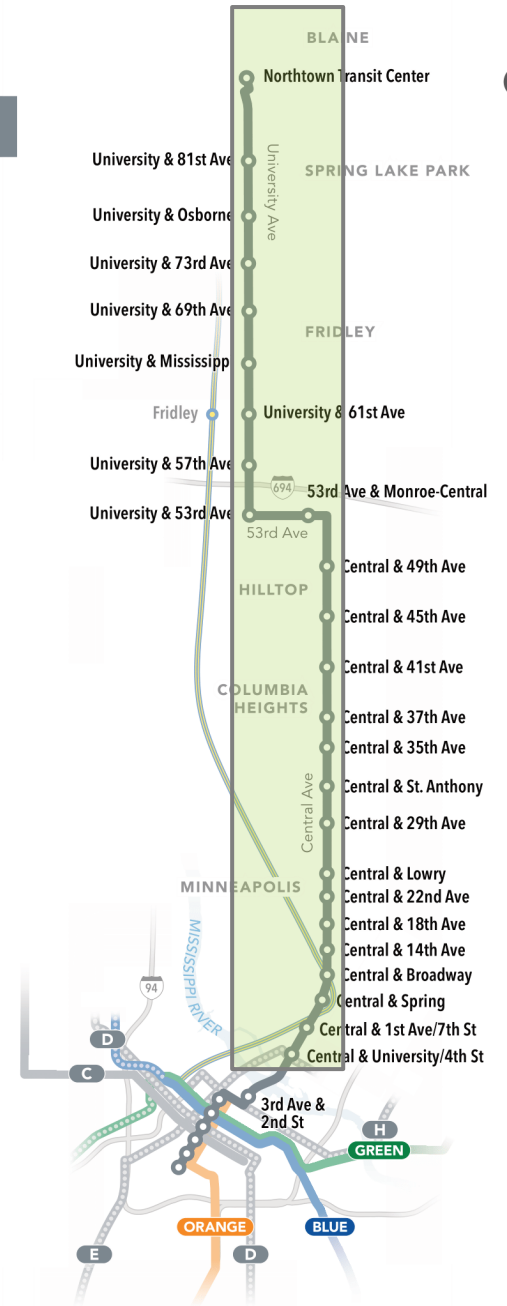 BLAINE
Northtown Transit Center
University & 81st Ave
SPRING LAKE PARK
University Ave
University & Osborne
University & 73rd Ave
University & 69th Ave
FRIDLEY
University & Mississipp
Fridley
University & 61st Ave
University & 57th Ave
694
53rd Ave & Monroe-Central
University & 53rd Ave
53rd Ave
Central & 49th Ave
HILLTOP
Central & 45th Ave
Central & 41st Ave
COLUMBIA
HEIGHTS
Central & 37th Ave
Central & 35th Ave
Central & St. Anthony
Central Ave
Central & 29th Ave
Central & Lowry
MINNEAPOLIS
Central & 22nd Ave
Central & 18th Ave
Central & 14th Ave
MISSISSIPPI RIVER
Central & Broadway
94
Central & Spring
Central & 1st Ave/7th St
D
Central & University/4th St
C
3rd Ave &
2nd St
H
GREEN
ORANGE
BLUE
E
D